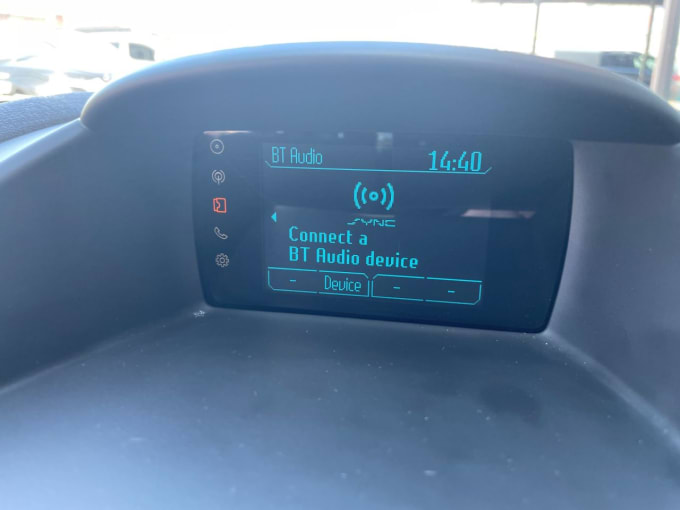 BT Audio 14:40
SYNC
Connect a
BT Audio device
– Device – –